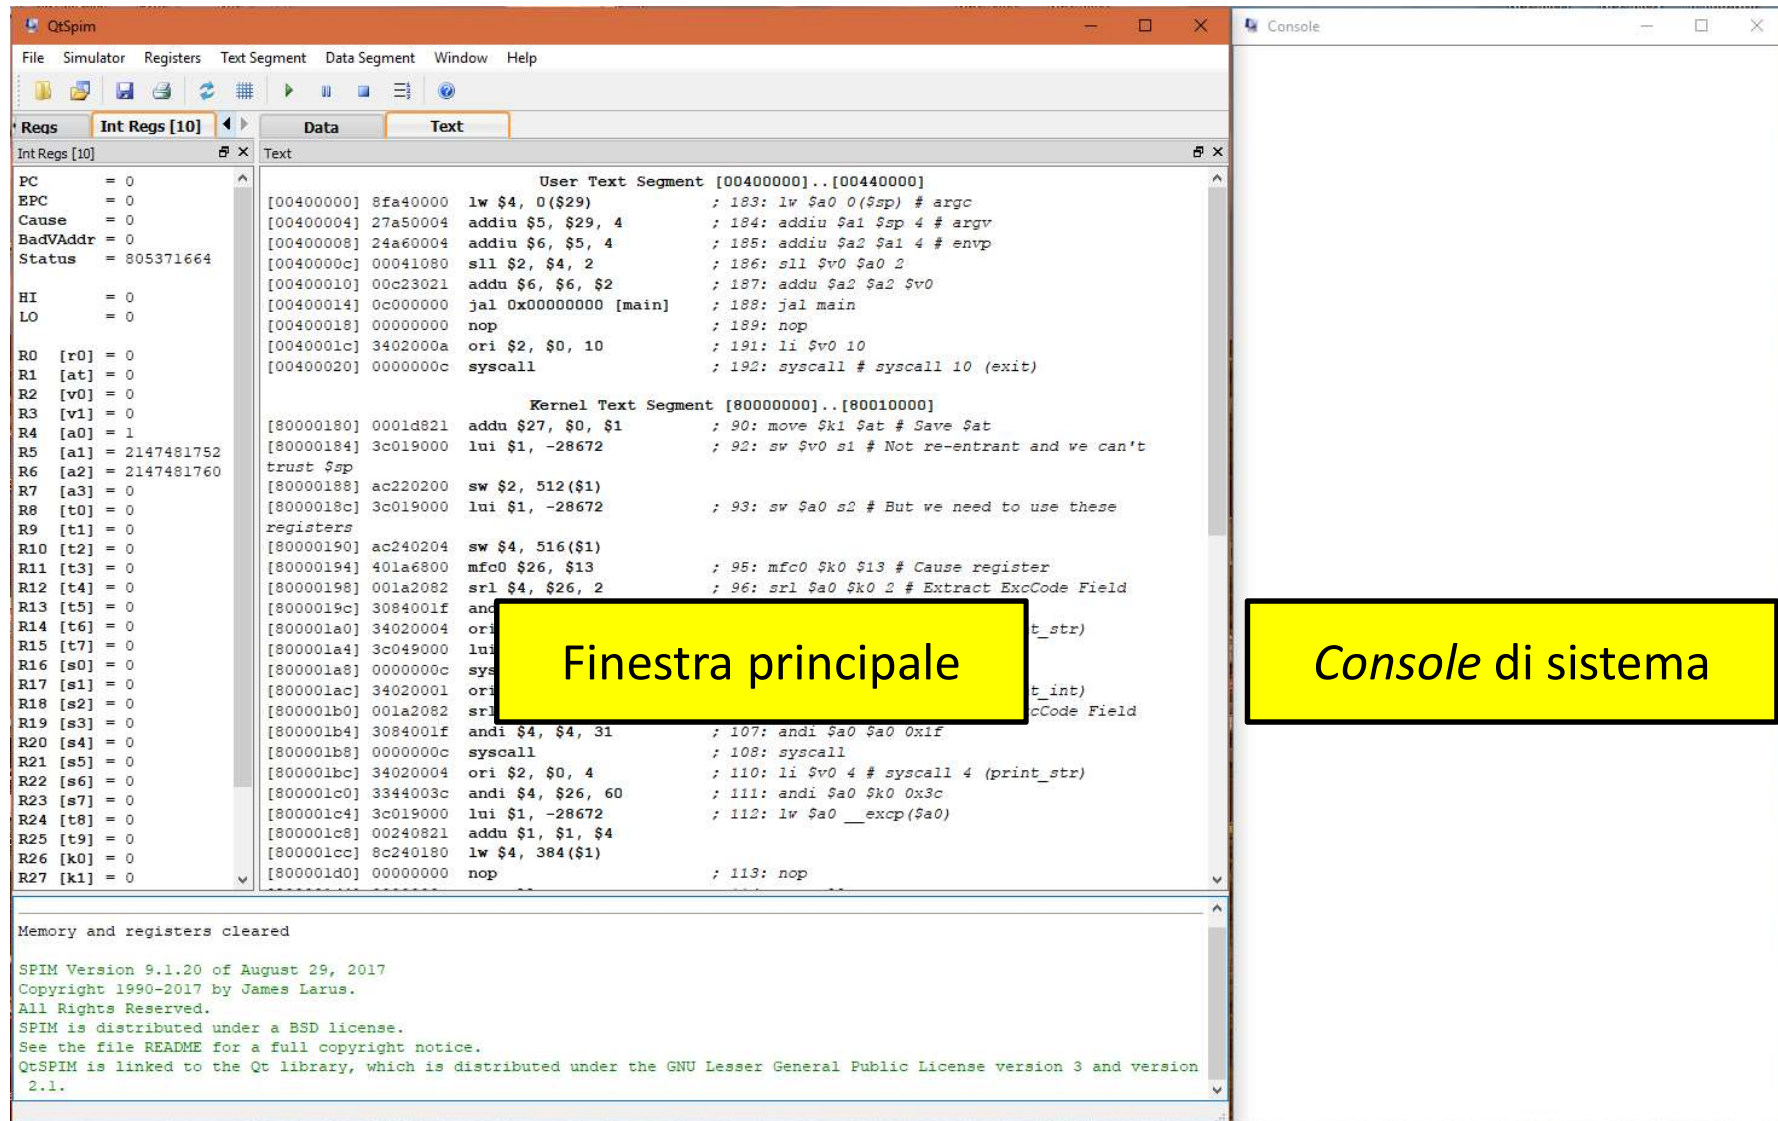 QtSpim
File Simulator Registers Text Segment Data Segment Window Help
Regs Int Regs [10]
Int Regs [10]
PC = 0
EPC = 0
Cause = 0
BadVAddr = 0
Status = 805371664
HI = 0
LO = 0
R0 [r0] = 0
R1 [at] = 0
R2 [v0] = 0
R3 [v1] = 0
R4 [a0] = 1
R5 [a1] = 2147481752
R6 [a2] = 2147481760
R7 [a3] = 0
R8 [t0] = 0
R9 [t1] = 0
R10 [t2] = 0
R11 [t3] = 0
R12 [t4] = 0
R13 [t5] = 0
R14 [t6] = 0
R15 [t7] = 0
R16 [s0] = 0
R17 [s1] = 0
R18 [s2] = 0
R19 [s3] = 0
R20 [s4] = 0
R21 [s5] = 0
R22 [s6] = 0
R23 [s7] = 0
R24 [t8] = 0
R25 [t9] = 0
R26 [k0] = 0
R27 [k1] = 0
Data Text
Text
User Text Segment [00400000]..[00440000]
[00400000] 8fa40000 lw $4, 0($29) ; 183: lw $a0 0($sp) # argc
[00400004] 27a50004 addiu $5, $29, 4 ; 184: addiu $a1 $sp 4 # argv
[00400008] 24a60004 addiu $6, $5, 4 ; 185: addiu $a2 $a1 4 # envp
[0040000c] 00041080 sll $2, $4, 2 ; 186: sll $v0 $a0 2
[00400010] 00c23021 addu $6, $6, $2 ; 187: addu $a2 $a2 $v0
[00400014] 0c000000 jal 0x00000000 [main] ; 188: jal main
[00400018] 00000000 nop ; 189: nop
[0040001c] 3402000a ori $2, $0, 10 ; 191: li $v0 10
[00400020] 0000000c syscall ; 192: syscall # syscall 10 (exit)
Kernel Text Segment [80000000]..[80010000]
[80000180] 0001d821 addu $27, $0, $1 ; 90: move $k1 $at # Save $at
[80000184] 3c019000 lui $1, -28672 ; 92: sw $v0 s1 # Not re-entrant and we can't
trust $sp
[80000188] ac220200 sw $2, 512($1)
[8000018c] 3c019000 lui $1, -28672 ; 93: sw $a0 s2 # But we need to use these
registers
[80000190] ac240204 sw $4, 516($1)
[80000194] 401a6800 mfc0 $26, $13 ; 95: mfc0 $k0 $13 # Cause register
[80000198] 001a2082 srl $4, $26, 2 ; 96: srl $a0 $k0 2 # Extract ExcCode Field
[8000019c] 3084001f and
[800001a0] 34020004 ori t_str)
[800001a4] 3c049000 lui
[800001a8] 0000000c sys
[800001ac] 34020001 ori t_int)
[800001b0] 001a2082 srl cCode Field
[800001b4] 3084001f andi $4, $4, 31 ; 107: andi $a0 $a0 0x1f
[800001b8] 0000000c syscall ; 108: syscall
[800001bc] 34020004 ori $2, $0, 4 ; 110: li $v0 4 # syscall 4 (print_str)
[800001c0] 3344003c andi $4, $26, 60 ; 111: andi $a0 $k0 0x3c
[800001c4] 3c019000 lui $1, -28672 ; 112: lw $a0 __excp($a0)
[800001c8] 00240821 addu $1, $1, $4
[800001cc] 8c240180 lw $4, 384($1)
[800001d0] 00000000 nop ; 113: nop
Finestra principale
Memory and registers cleared
SPIM Version 9.1.20 of August 29, 2017
Copyright 1990-2017 by James Larus.
All Rights Reserved.
SPIM is distributed under a BSD license.
See the file README for a full copyright notice.
QtSPIM is linked to the Qt library, which is distributed under the GNU Lesser General Public License version 3 and version
2.1.
Console
Console di sistema